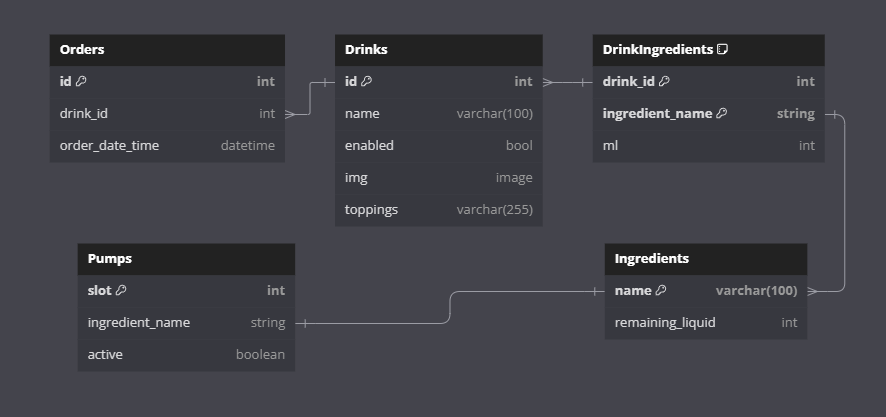 Orders
id int
drink_id int
order_date_time datetime
Drinks
id int
name varchar(100)
enabled bool
img image
toppings varchar(255)
DrinkIngredients
drink_id int
ingredient_name string
ml int
Pumps
slot int
ingredient_name string
active boolean
Ingredients
name varchar(100)
remaining_liquid int